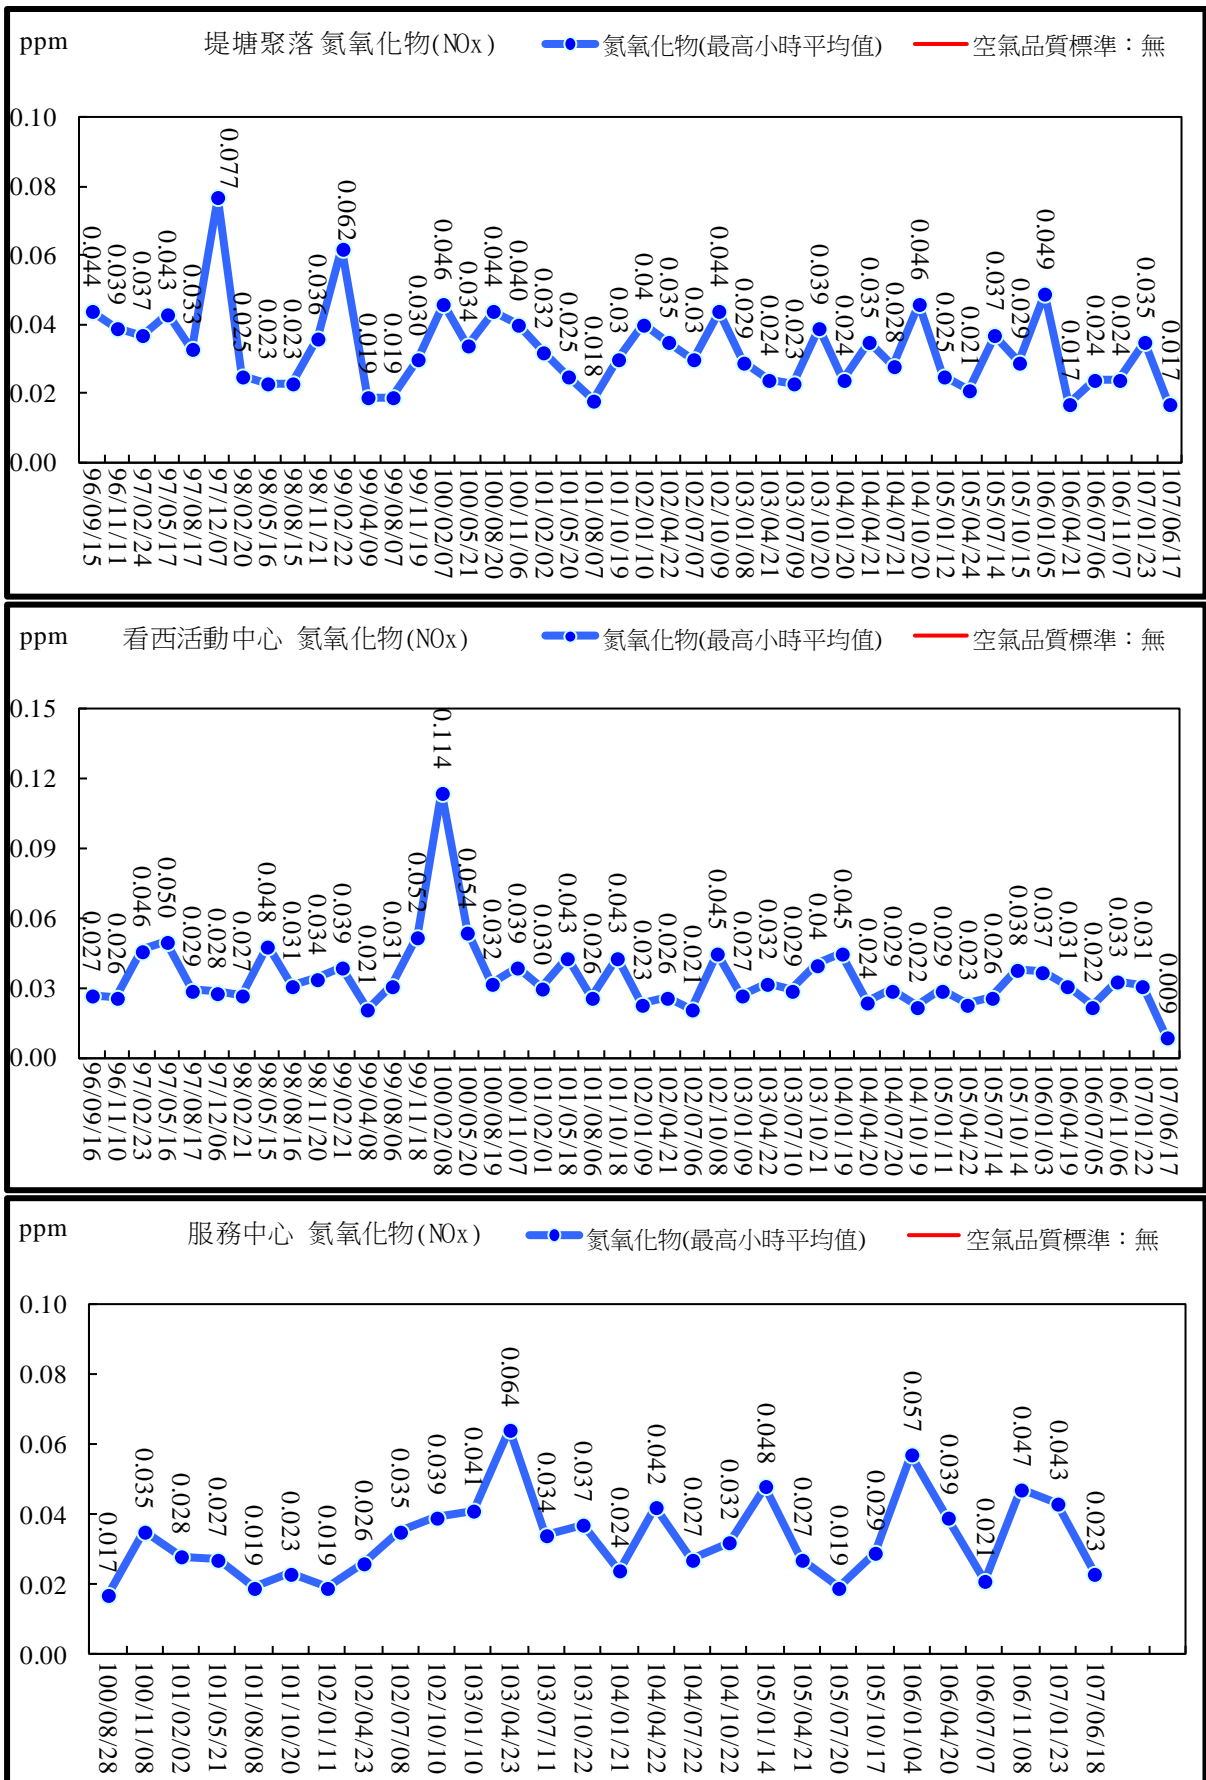 ppm 堤塘聚落 氮氧化物(NOx) 氮氧化物(最高小時平均值) 空氣品質標準：無
0.10
0.08
0.06
0.04
0.02
0.00
0.044 0.039 0.037 0.043 0.033 0.077 0.025 0.023 0.023 0.036 0.062 0.019 0.019 0.030 0.046 0.034 0.044 0.040 0.032 0.025 0.018 0.03 0.04 0.035 0.03 0.044 0.029 0.024 0.023 0.039 0.024 0.035 0.028 0.046 0.025 0.021 0.037 0.029 0.049 0.017 0.024 0.024 0.035 0.017
96/09/15 96/11/11 97/02/24 97/05/17 97/08/17 97/12/07 98/02/20 98/05/16 98/08/15 98/11/21 99/02/22 99/04/09 99/08/07 99/11/19 100/02/07 100/05/21 100/08/20 100/11/06 101/02/02 101/05/20 101/08/07 101/10/19 102/01/10 102/04/22 102/07/07 102/10/09 103/01/08 103/04/21 103/07/09 103/10/20 104/01/20 104/04/21 104/07/21 104/10/20 105/01/12 105/04/24 105/07/14 105/10/15 106/01/05 106/04/21 106/07/06 106/11/07 107/01/23 107/06/17
ppm 看西活動中心 氮氧化物(NOx) 氮氧化物(最高小時平均值) 空氣品質標準：無
0.15
0.12
0.09
0.06
0.03
0.00
0.027 0.026 0.046 0.050 0.029 0.028 0.027 0.048 0.031 0.034 0.039 0.021 0.031 0.052 0.114 0.054 0.032 0.039 0.030 0.043 0.026 0.043 0.023 0.026 0.021 0.045 0.027 0.032 0.029 0.04 0.045 0.024 0.029 0.022 0.029 0.023 0.026 0.038 0.037 0.031 0.022 0.033 0.031 0.009
96/09/16 96/11/10 97/02/23 97/05/16 97/08/17 97/12/06 98/02/21 98/05/15 98/08/16 98/11/20 99/02/21 99/04/08 99/08/06 99/11/18 100/02/08 100/05/20 100/08/19 100/11/07 101/02/01 101/05/18 101/08/06 101/10/18 102/01/09 102/04/21 102/07/06 102/10/08 103/01/09 103/04/22 103/07/10 103/10/21 104/01/19 104/04/20 104/07/20 104/10/19 105/01/11 105/04/22 105/07/14 105/10/14 106/01/03 106/04/19 106/07/05 106/11/06 107/01/22 107/06/17
ppm 服務中心 氮氧化物(NOx) 氮氧化物(最高小時平均值) 空氣品質標準：無
0.10
0.08
0.06
0.04
0.02
0.00
0.017 0.035 0.028 0.027 0.019 0.023 0.019 0.026 0.035 0.039 0.041 0.064 0.034 0.037 0.024 0.042 0.027 0.032 0.048 0.027 0.019 0.029 0.057 0.039 0.021 0.047 0.043 0.023
100/08/28 100/11/08 101/02/02 101/05/21 101/08/08 101/10/20 102/01/11 102/04/23 102/07/08 102/10/10 103/01/10 103/04/23 103/07/11 103/10/22 104/01/21 104/04/22 104/07/22 104/10/22 105/01/14 105/04/21 105/07/20 105/10/17 106/01/04 106/04/20 106/07/07 106/11/08 107/01/23 107/06/18